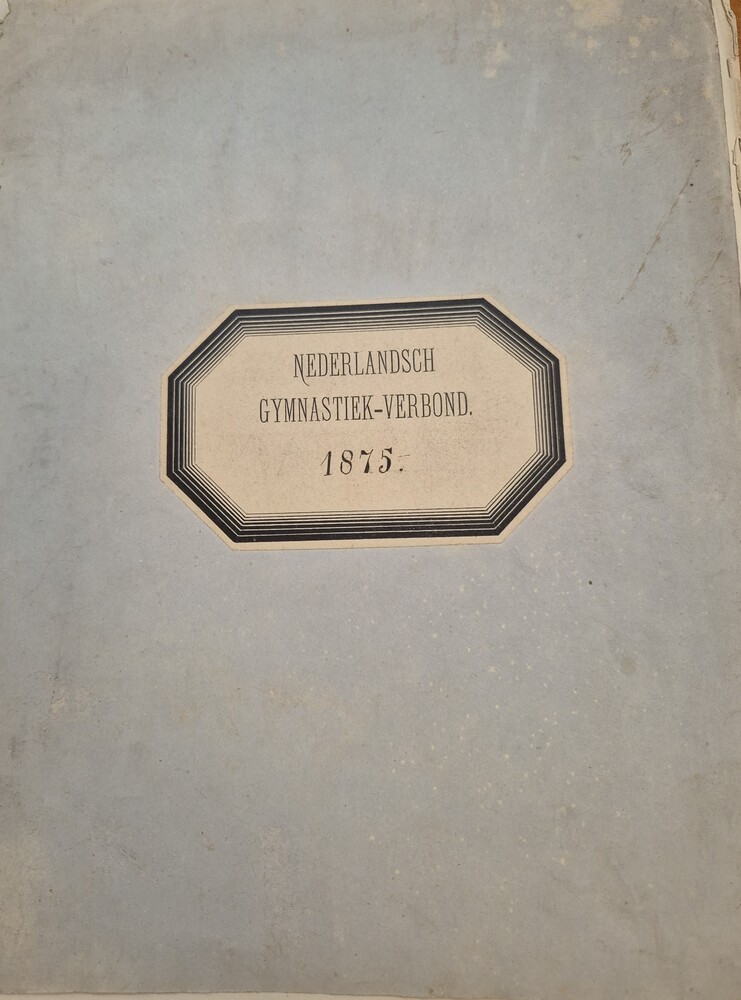 NEDERLANDSCH
GYMNASTIEK-VERBOND.
1875.